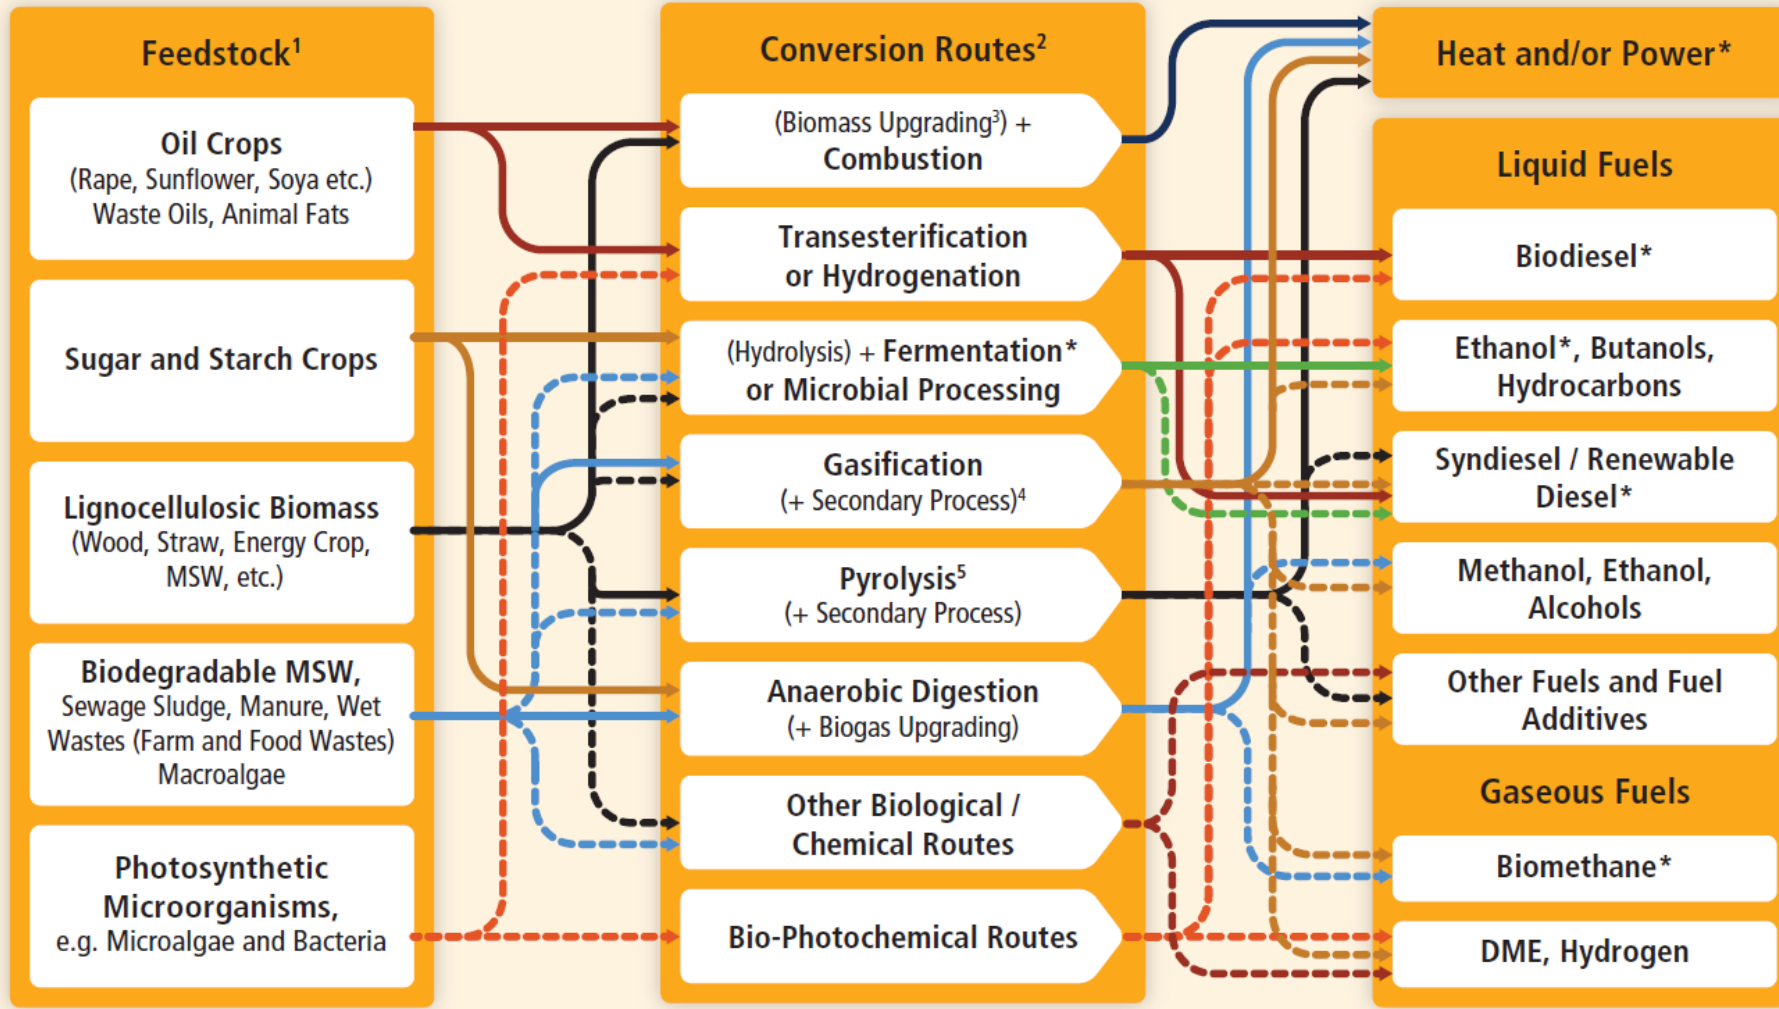 Feedstock¹
Oil Crops
(Rape, Sunflower, Soya etc.)
Waste Oils, Animal Fats
Sugar and Starch Crops
Lignocellulosic Biomass
(Wood, Straw, Energy Crop,
MSW, etc.)
Biodegradable MSW,
Sewage Sludge, Manure, Wet
Wastes (Farm and Food Wastes)
Macroalgae
Photosynthetic
Microorganisms,
e.g. Microalgae and Bacteria
Conversion Routes²
(Biomass Upgrading³) +
Combustion
Transesterification
or Hydrogenation
(Hydrolysis) + Fermentation*
or Microbial Processing
Gasification
(+ Secondary Process)⁴
Pyrolysis⁵
(+ Secondary Process)
Anaerobic Digestion
(+ Biogas Upgrading)
Other Biological /
Chemical Routes
Bio-Photochemical Routes
Heat and/or Power*
Liquid Fuels
Biodiesel*
Ethanol*, Butanols,
Hydrocarbons
Syndiesel / Renewable
Diesel*
Methanol, Ethanol,
Alcohols
Other Fuels and Fuel
Additives
Gaseous Fuels
Biomethane*
DME, Hydrogen